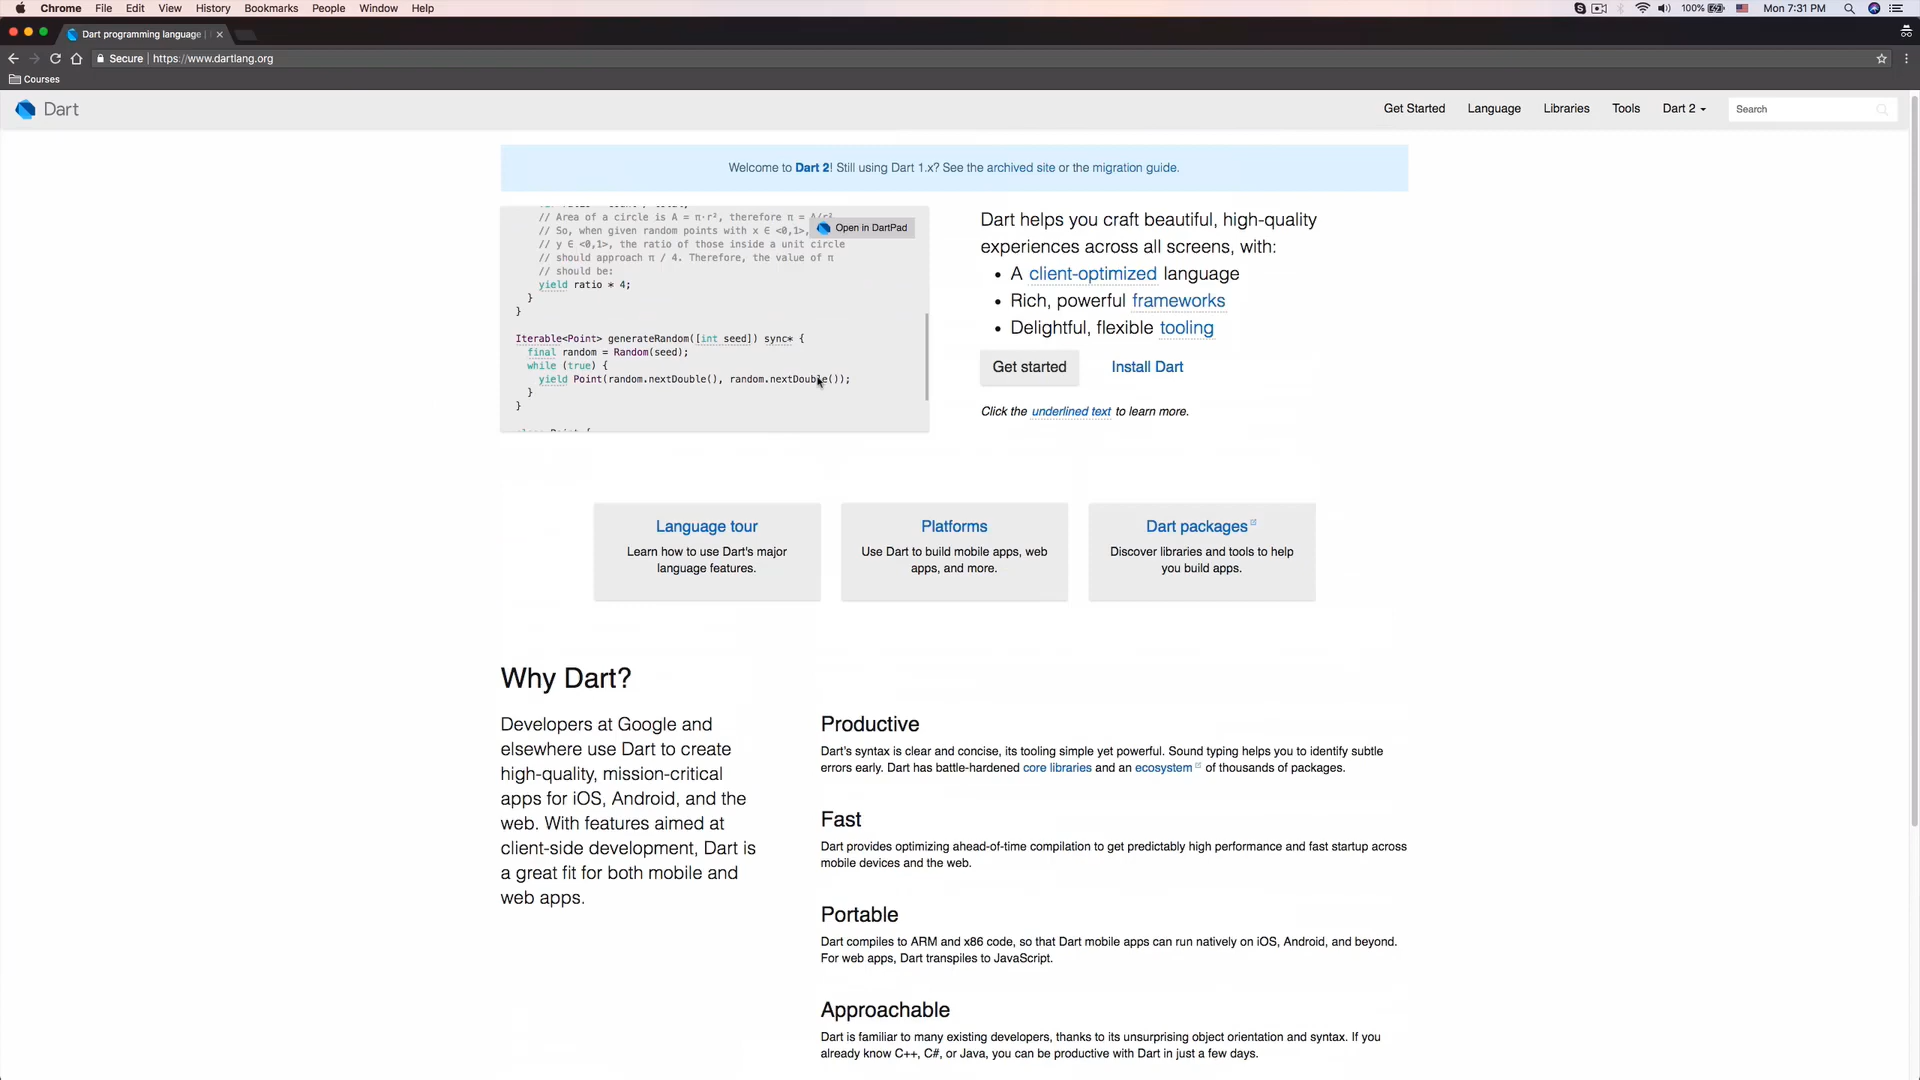 Chrome File Edit View History Bookmarks People Window Help 100% Mon 7:31 PM
Dart programming language |
Secure | https://www.dartlang.org
Courses
Dart Get Started Language Libraries Tools Dart 2 Search
Welcome to Dart 2! Still using Dart 1.x? See the archived site or the migration guide.
// Area of a circle is A = π·r², therefore π = A/r²
// So, when given random points with x ∈ <0,1>,
// y ∈ <0,1>, the ratio of those inside a unit circle
// should approach π / 4. Therefore, the value of π
// should be:
yield ratio * 4;
}
}
Iterable<Point> generateRandom([int seed]) sync* {
final random = Random(seed);
while (true) {
yield Point(random.nextDouble(), random.nextDouble());
}
}
Open in DartPad
Dart helps you craft beautiful, high-quality
experiences across all screens, with:
• A client-optimized language
• Rich, powerful frameworks
• Delightful, flexible tooling
Get started Install Dart
Click the underlined text to learn more.
Language tour
Learn how to use Dart's major
language features.
Platforms
Use Dart to build mobile apps, web
apps, and more.
Dart packages
Discover libraries and tools to help
you build apps.
Why Dart?
Developers at Google and
elsewhere use Dart to create
high-quality, mission-critical
apps for iOS, Android, and the
web. With features aimed at
client-side development, Dart is
a great fit for both mobile and
web apps.
Productive
Dart's syntax is clear and concise, its tooling simple yet powerful. Sound typing helps you to identify subtle
errors early. Dart has battle-hardened core libraries and an ecosystem of thousands of packages.
Fast
Dart provides optimizing ahead-of-time compilation to get predictably high performance and fast startup across
mobile devices and the web.
Portable
Dart compiles to ARM and x86 code, so that Dart mobile apps can run natively on iOS, Android, and beyond.
For web apps, Dart transpiles to JavaScript.
Approachable
Dart is familiar to many existing developers, thanks to its unsurprising object orientation and syntax. If you
already know C++, C#, or Java, you can be productive with Dart in just a few days.